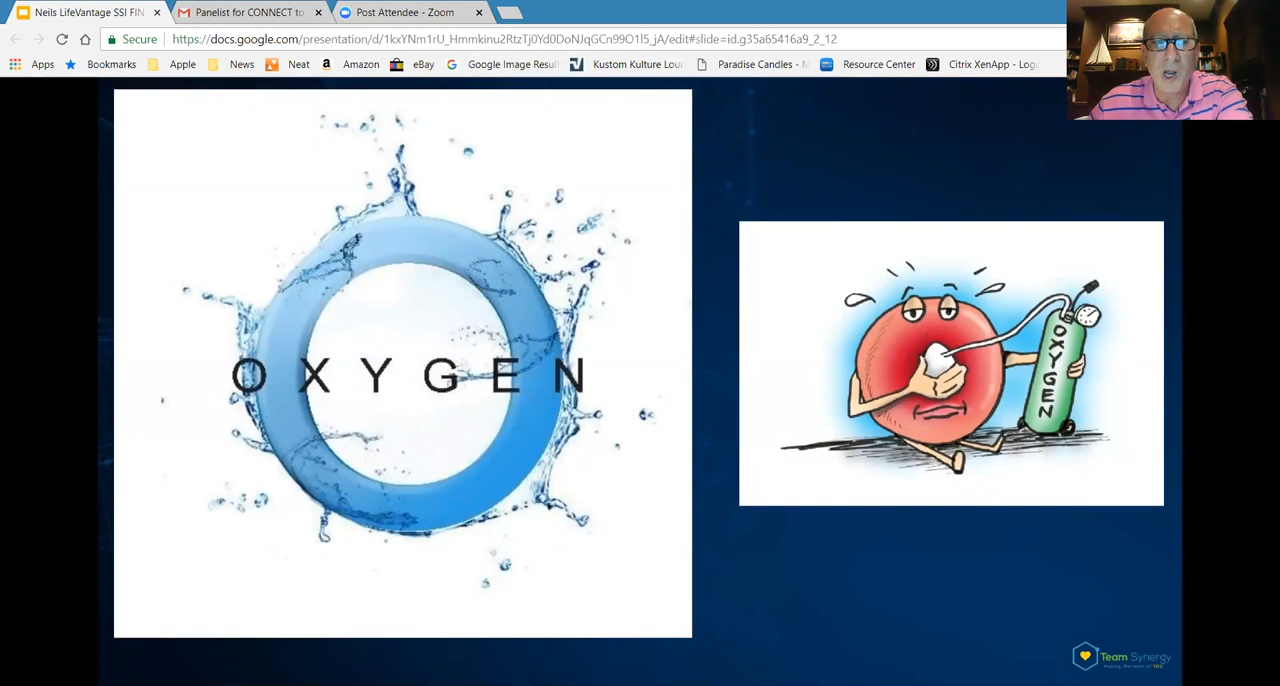 Neils LifeVantage SSI FIN
Panelist for CONNECT to
Post Attendee - Zoom
Secure
https://docs.google.com/presentation/d/1kxYNm1rU_Hmmkinu2RtzTj0Yd0DoNJqGCn99O1l5_jA/edit#slide=id.g35a65416a9_2_12
Apps Bookmarks Apple News Neat Amazon eBay Google Image Resul Kustom Kulture Lou Paradise Candles - M Resource Center Citrix XenApp - Logo
OXYGEN
OXYGEN
Team Synergy